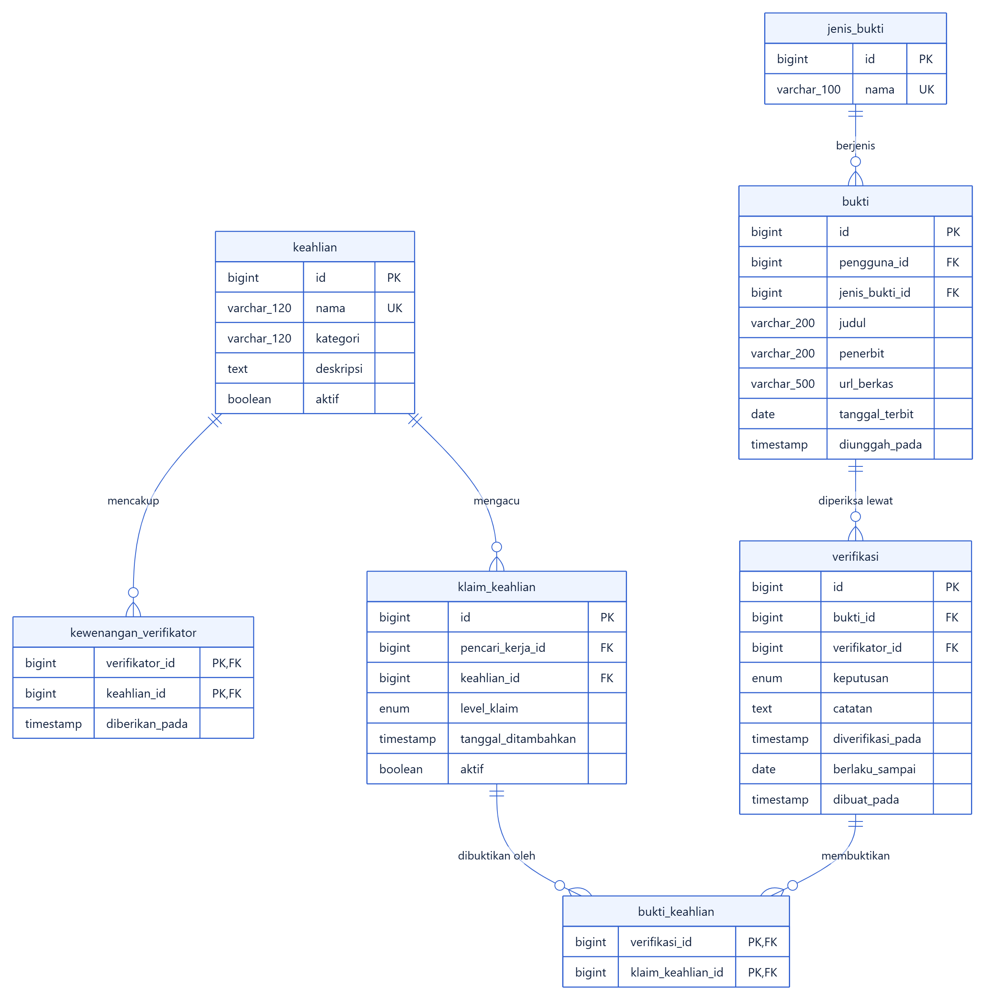 jenis_bukti
bigint id PK
varchar_100 nama UK
berjenis
bukti
bigint id PK
bigint pengguna_id FK
bigint jenis_bukti_id FK
varchar_200 judul
varchar_200 penerbit
varchar_500 url_berkas
date tanggal_terbit
timestamp diunggah_pada
keahlian
bigint id PK
varchar_120 nama UK
varchar_120 kategori
text deskripsi
boolean aktif
mencakup
mengacu
diperiksa lewat
kewenangan_verifikator
bigint verifikator_id PK,FK
bigint keahlian_id PK,FK
timestamp diberikan_pada
klaim_keahlian
bigint id PK
bigint pencari_kerja_id FK
bigint keahlian_id FK
enum level_klaim
timestamp tanggal_ditambahkan
boolean aktif
verifikasi
bigint id PK
bigint bukti_id FK
bigint verifikator_id FK
enum keputusan
text catatan
timestamp diverifikasi_pada
date berlaku_sampai
timestamp dibuat_pada
dibuktikan oleh
membuktikan
bukti_keahlian
bigint verifikasi_id PK,FK
bigint klaim_keahlian_id PK,FK